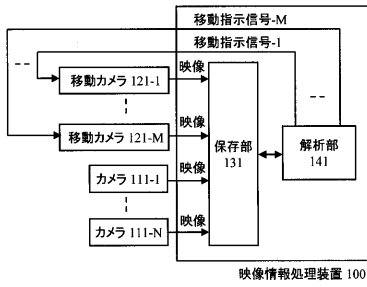 移動指示信号-M
移動指示信号-1
移動カメラ 121-1
映像
移動カメラ 121-M
映像
カメラ 111-1
映像
カメラ 111-N
映像
保存部
131
解析部
141
映像情報処理装置 100